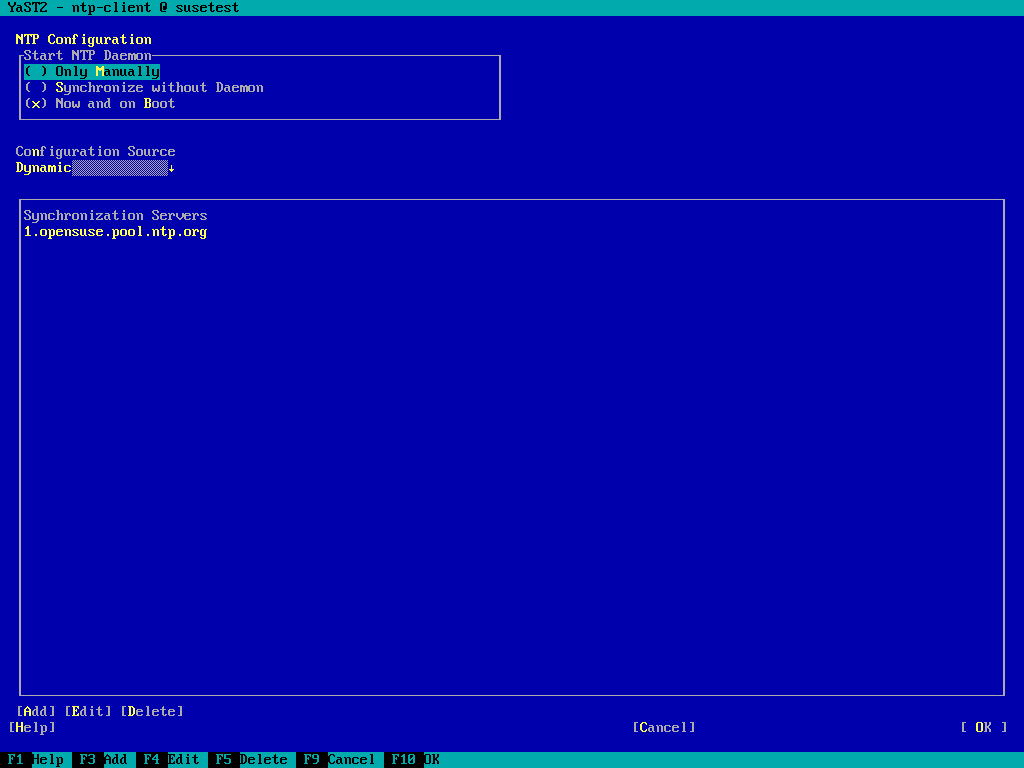 YaST2 - ntp-client @ susetest
NTP Configuration
Start NTP Daemon
( ) Only Manually
( ) Synchronize without Daemon
(x) Now and on Boot
Configuration Source
Dynamic↓
Synchronization Servers
1.opensuse.pool.ntp.org
[Add] [Edit] [Delete]
[Help] [Cancel] [ OK ]
F1 Help F3 Add F4 Edit F5 Delete F9 Cancel F10 OK